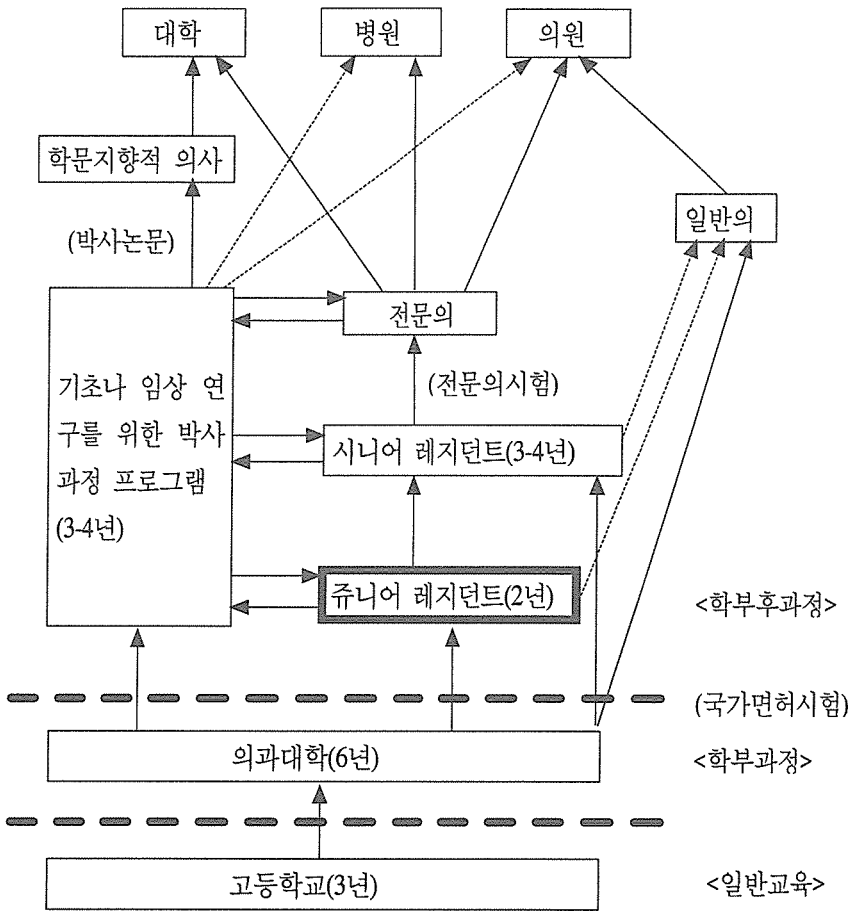 대학
병원
의원
학문지향적 의사
일반의
(박사논문)
전문의
기초나 임상 연
구를 위한 박사
과정 프로그램
(3-4년)
(전문의시험)
시니어 레지던트(3-4년)
쥬니어 레지던트(2년)
<학부후과정>
(국가면허시험)
의과대학(6년)
<학부과정>
고등학교(3년)
<일반교육>